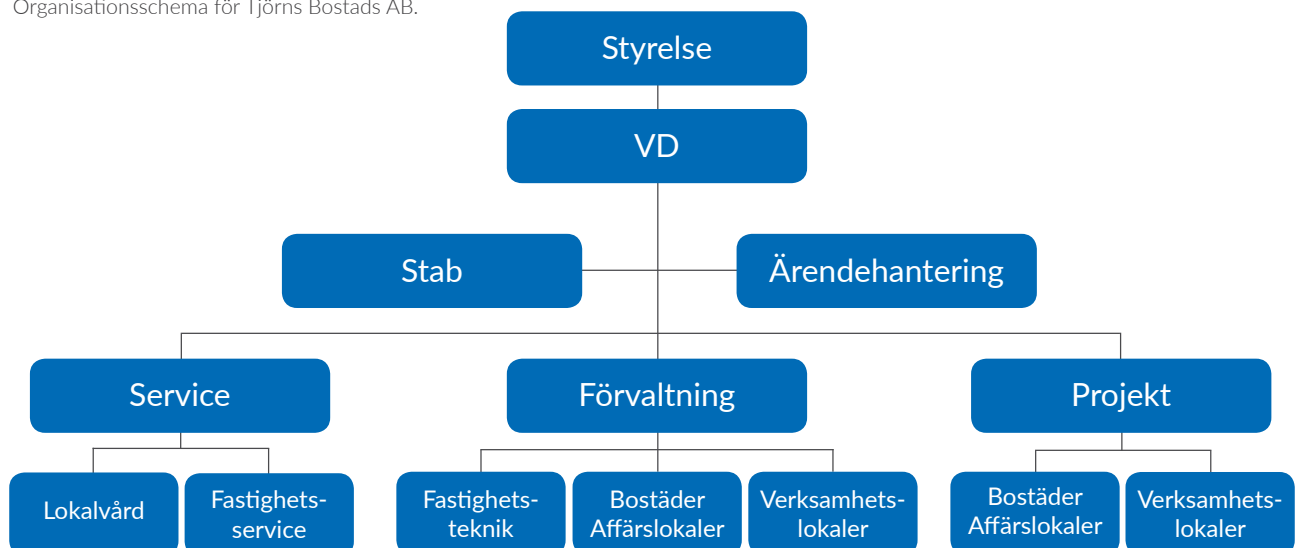 Organisationsschema för Tjörns Bostads AB.
Styrelse
VD
Stab
Ärendehantering
Service
Förvaltning
Projekt
Lokalvård
Fastighets-
service
Fastighets-
teknik
Bostäder
Affärslokaler
Verksamhets-
lokaler
Bostäder
Affärslokaler
Verksamhets-
lokaler